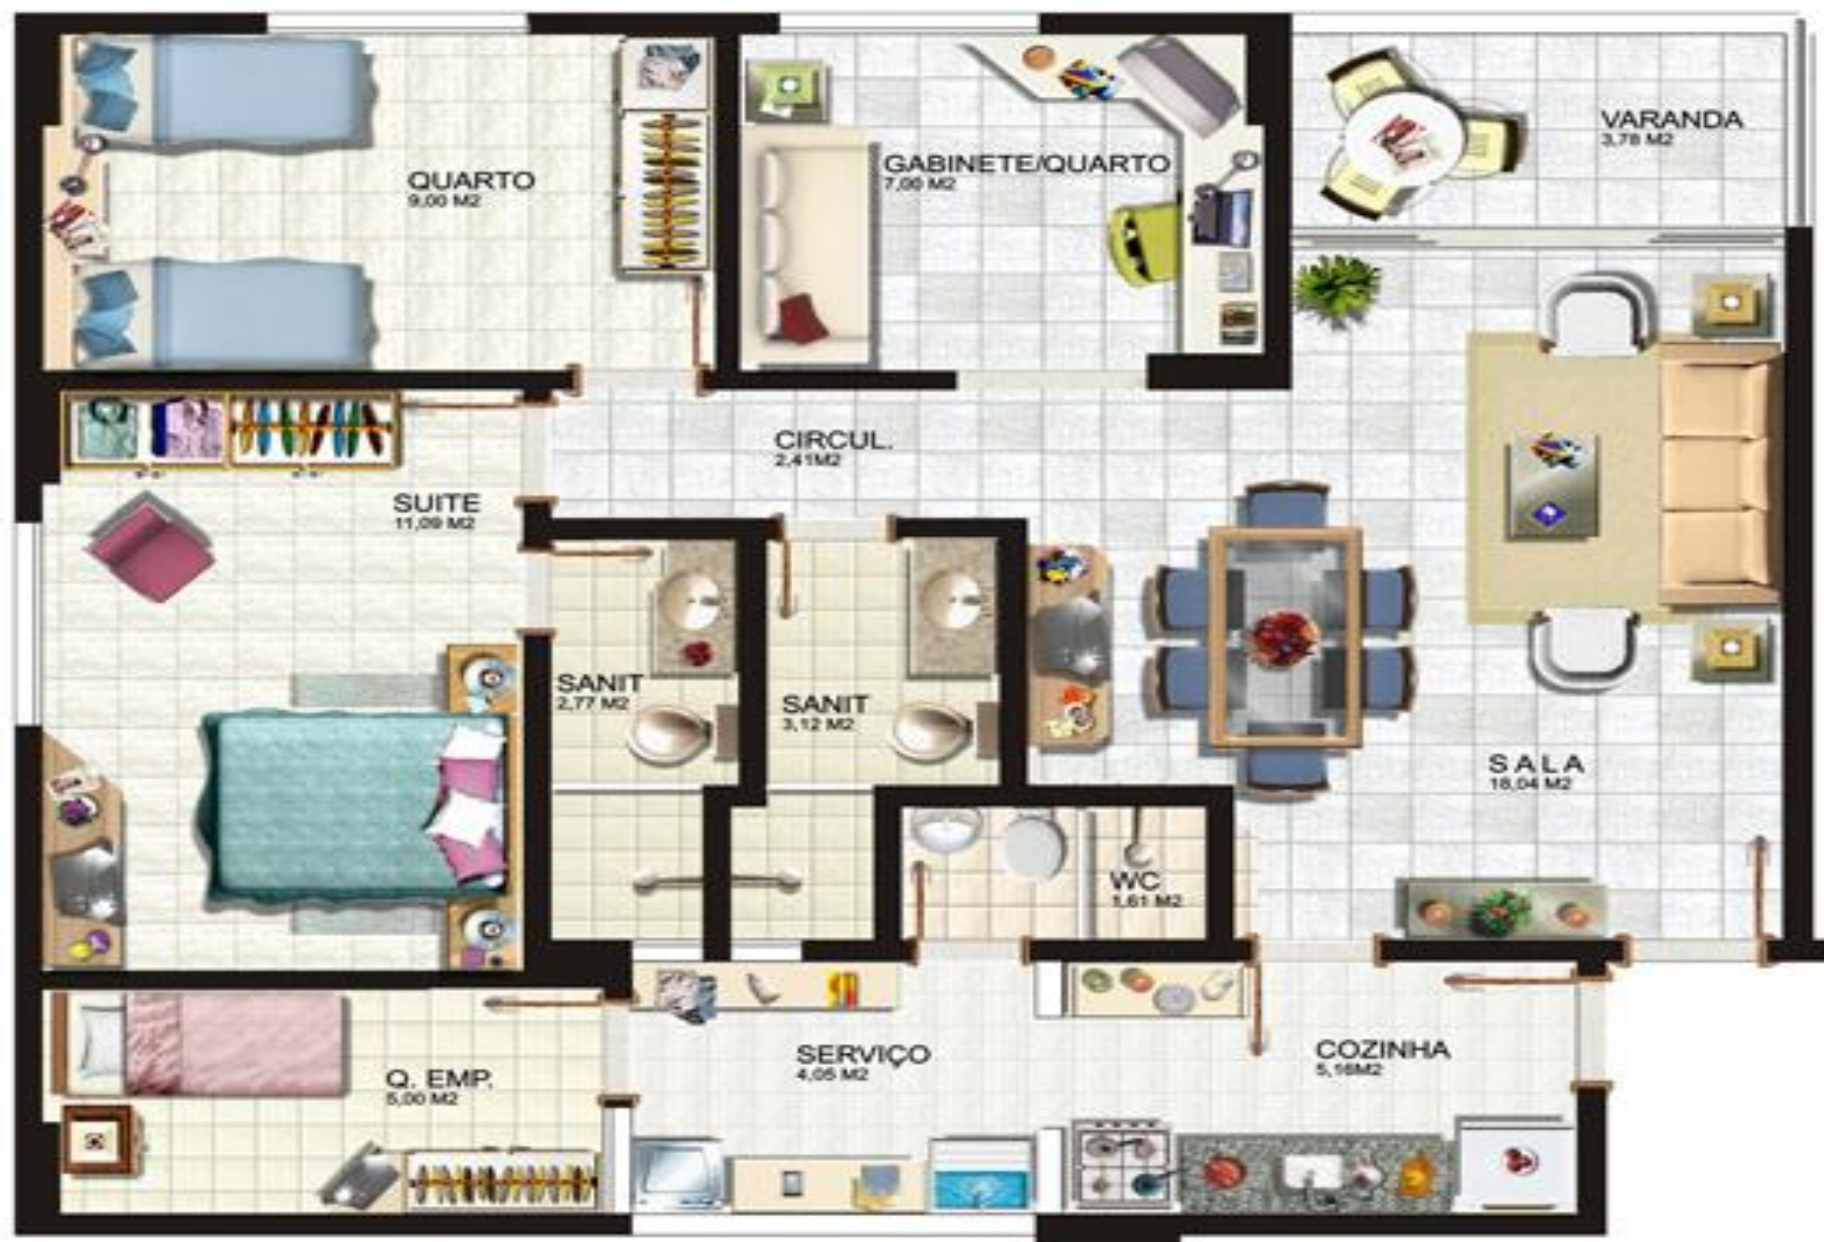 QUARTO
9,00 M2
GABINETE/QUARTO
7,00 M2
VARANDA
3,78 M2
CIRCUL.
2,41M2
SUITE
11,09 M2
SANIT
2,77 M2
SANIT
3,12 M2
SALA
18,04 M2
WC
1,61 M2
Q. EMP.
5,00 M2
SERVIÇO
4,05 M2
COZINHA
5,16M2